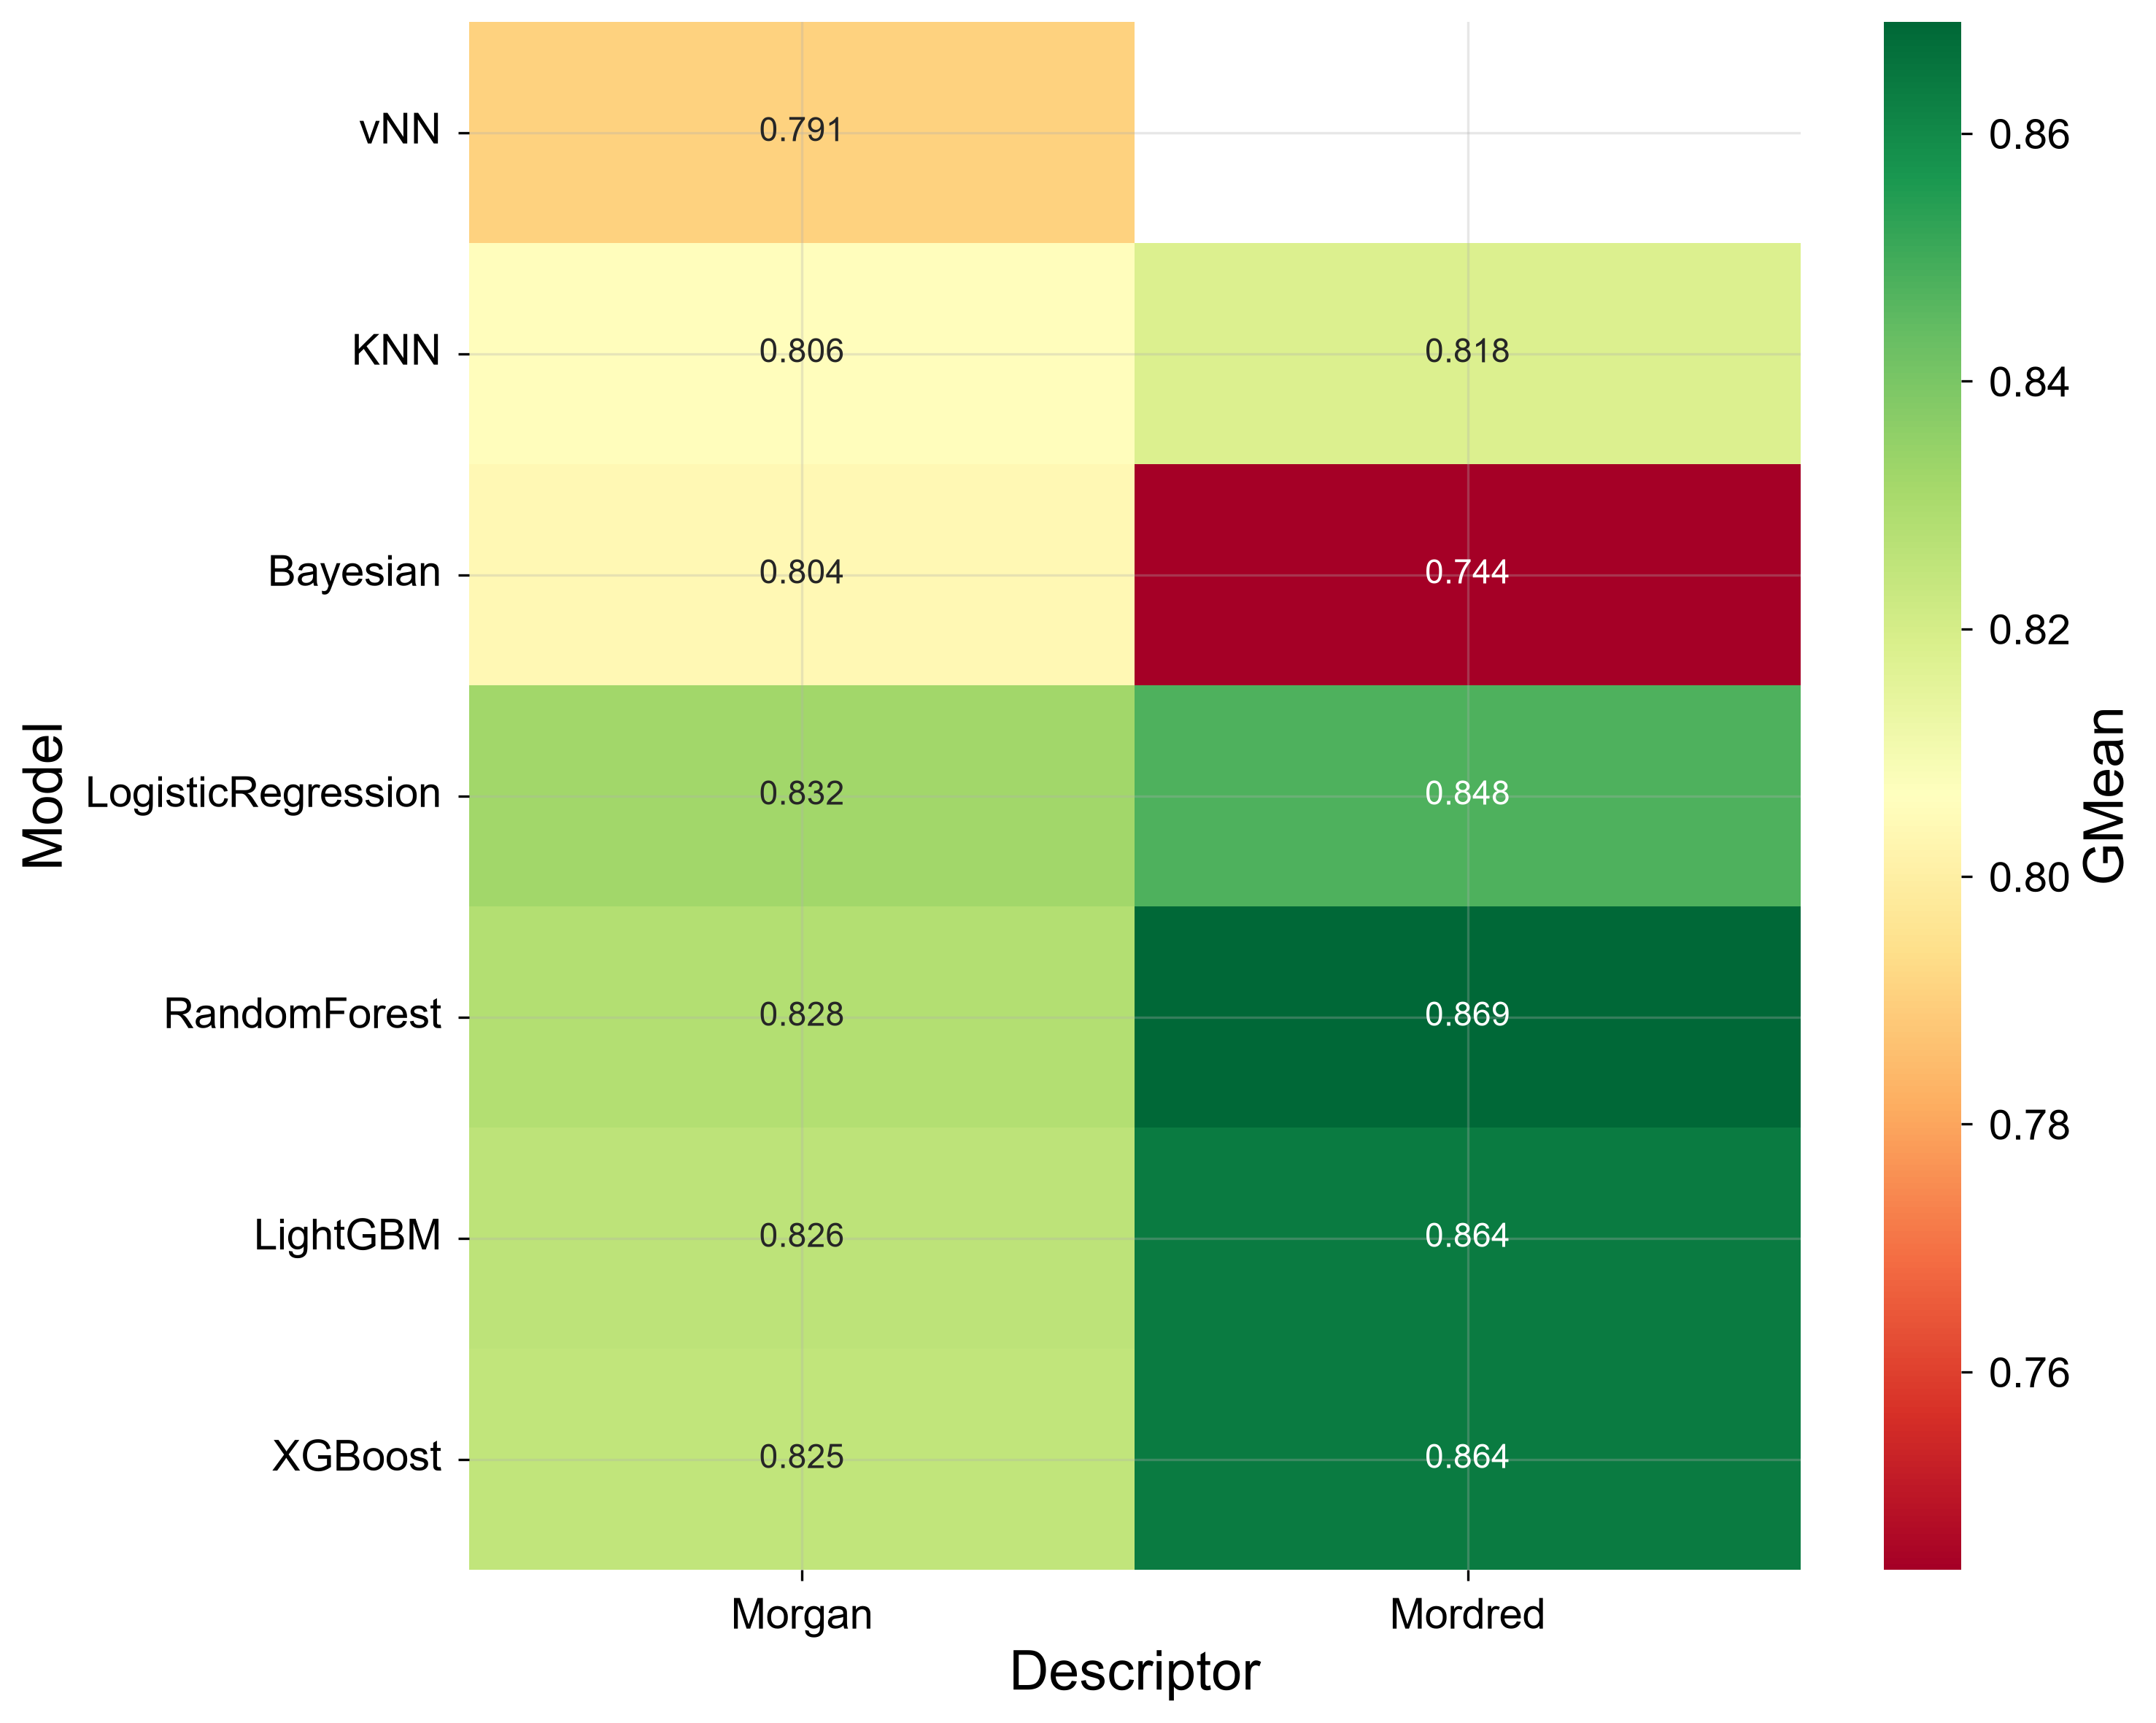 vNN 0.791
KNN 0.806 0.818
Bayesian 0.804 0.744
LogisticRegression 0.832 0.848
RandomForest 0.828 0.869
LightGBM 0.826 0.864
XGBoost 0.825 0.864
Model
Morgan Mordred
Descriptor
0.86
0.84
0.82
0.80
0.78
0.76
GMean